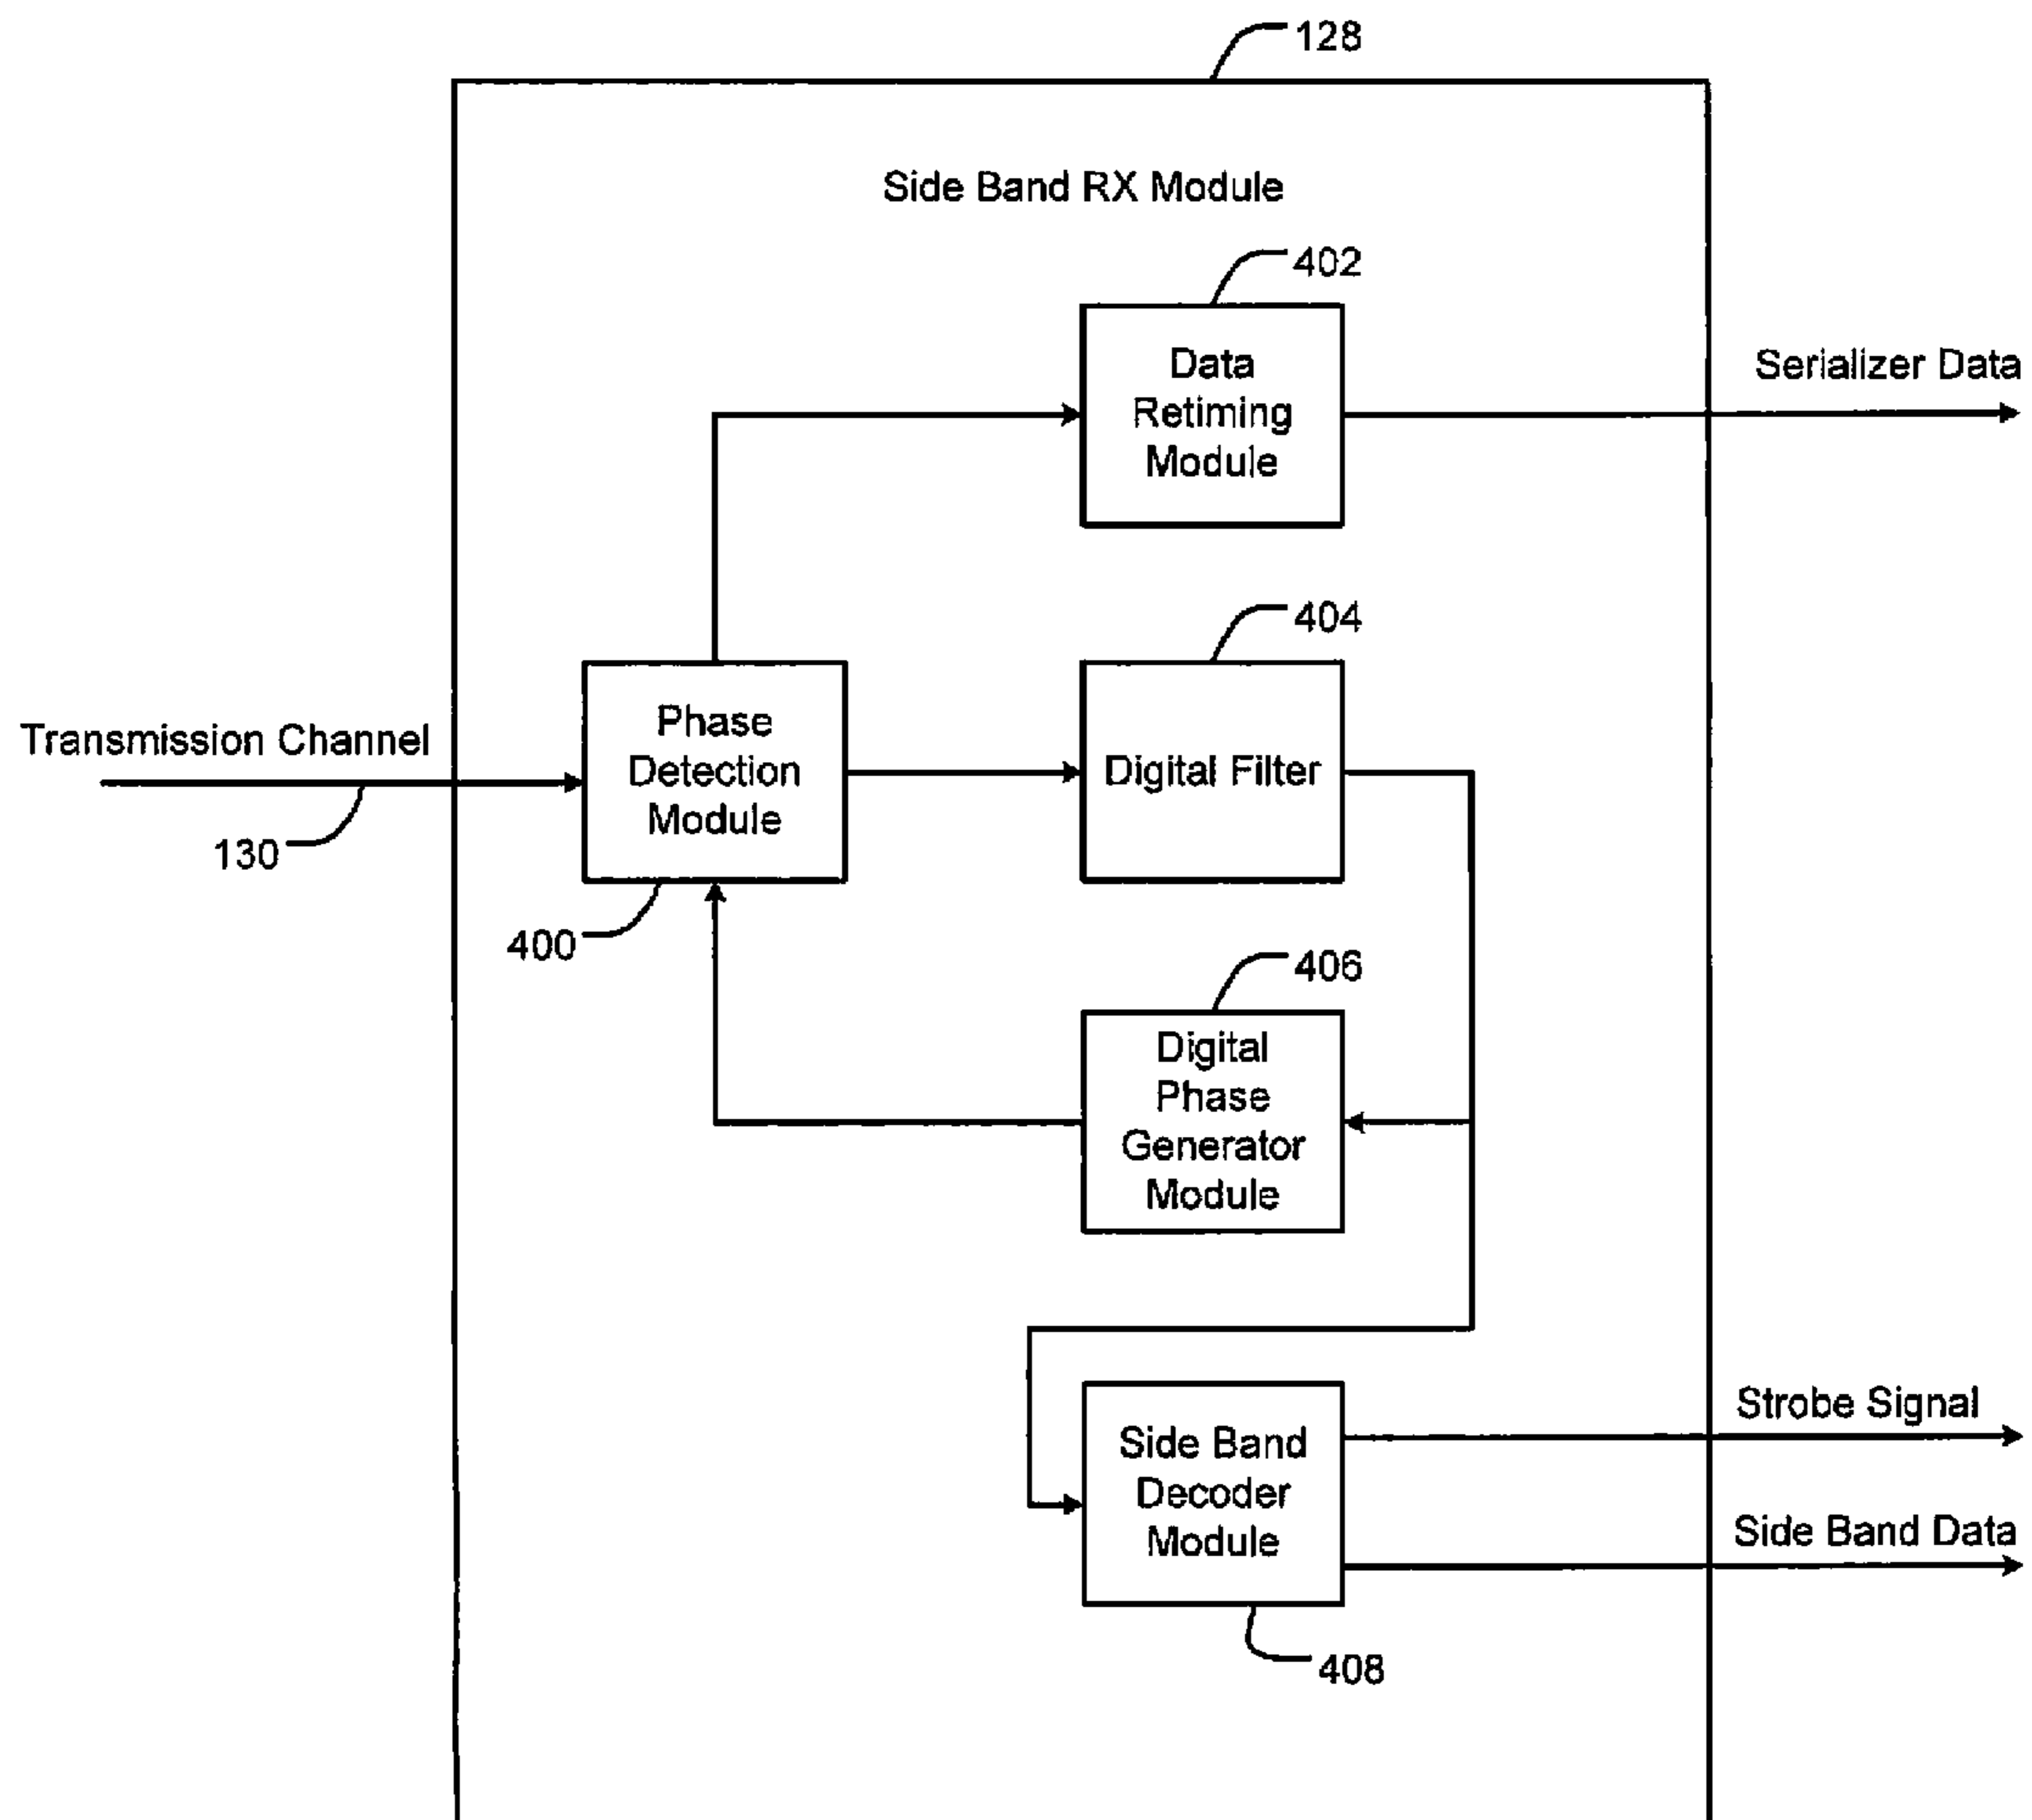 128
Side Band RX Module
402
Data
Retiming
Module
Serializer Data
404
Transmission Channel
130
Phase
Detection
Module
400
Digital Filter
406
Digital
Phase
Generator
Module
Side Band
Decoder
Module
Strobe Signal
Side Band Data
408